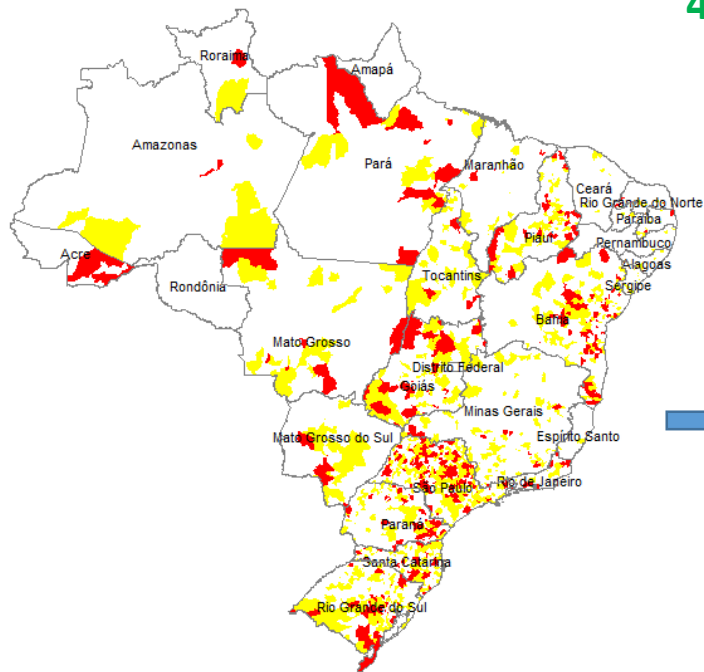 4
Roraima
Amapá
Amazonas
Pará
Maranhão
Ceará
Rio Grande do Norte
Paraíba
Piauí
Pernambuco
Acre
Alagoas
Tocantins
Sergipe
Rondônia
Bahia
Mato Grosso
Distrito Federal
Goiás
Minas Gerais
Mato Grosso do Sul
Espírito Santo
São Paulo
Rio de Janeiro
Paraná
Santa Catarina
Rio Grande do Sul